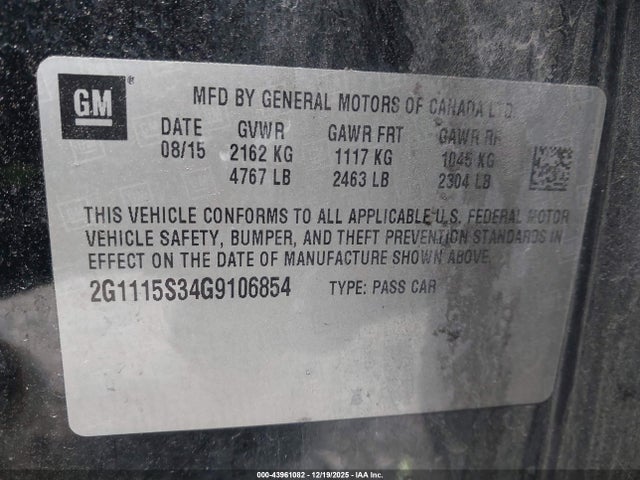 GM
MFD BY GENERAL MOTORS OF CANADA LTD
DATE GVWR GAWR FRT GAWR RR
08/15 2162 KG 1117 KG 1045 KG
4767 LB 2463 LB 2304 LB
THIS VEHICLE CONFORMS TO ALL APPLICABLE U.S. FEDERAL MOTOR
VEHICLE SAFETY, BUMPER, AND THEFT PREVENTION STANDARDS IN
EFFECT ON THE DATE OF MANUFACTURE SHOWN ABOVE.
2G1115S34G9106854 TYPE: PASS CAR
000-43961082 - 12/19/2025 - IAA Inc.